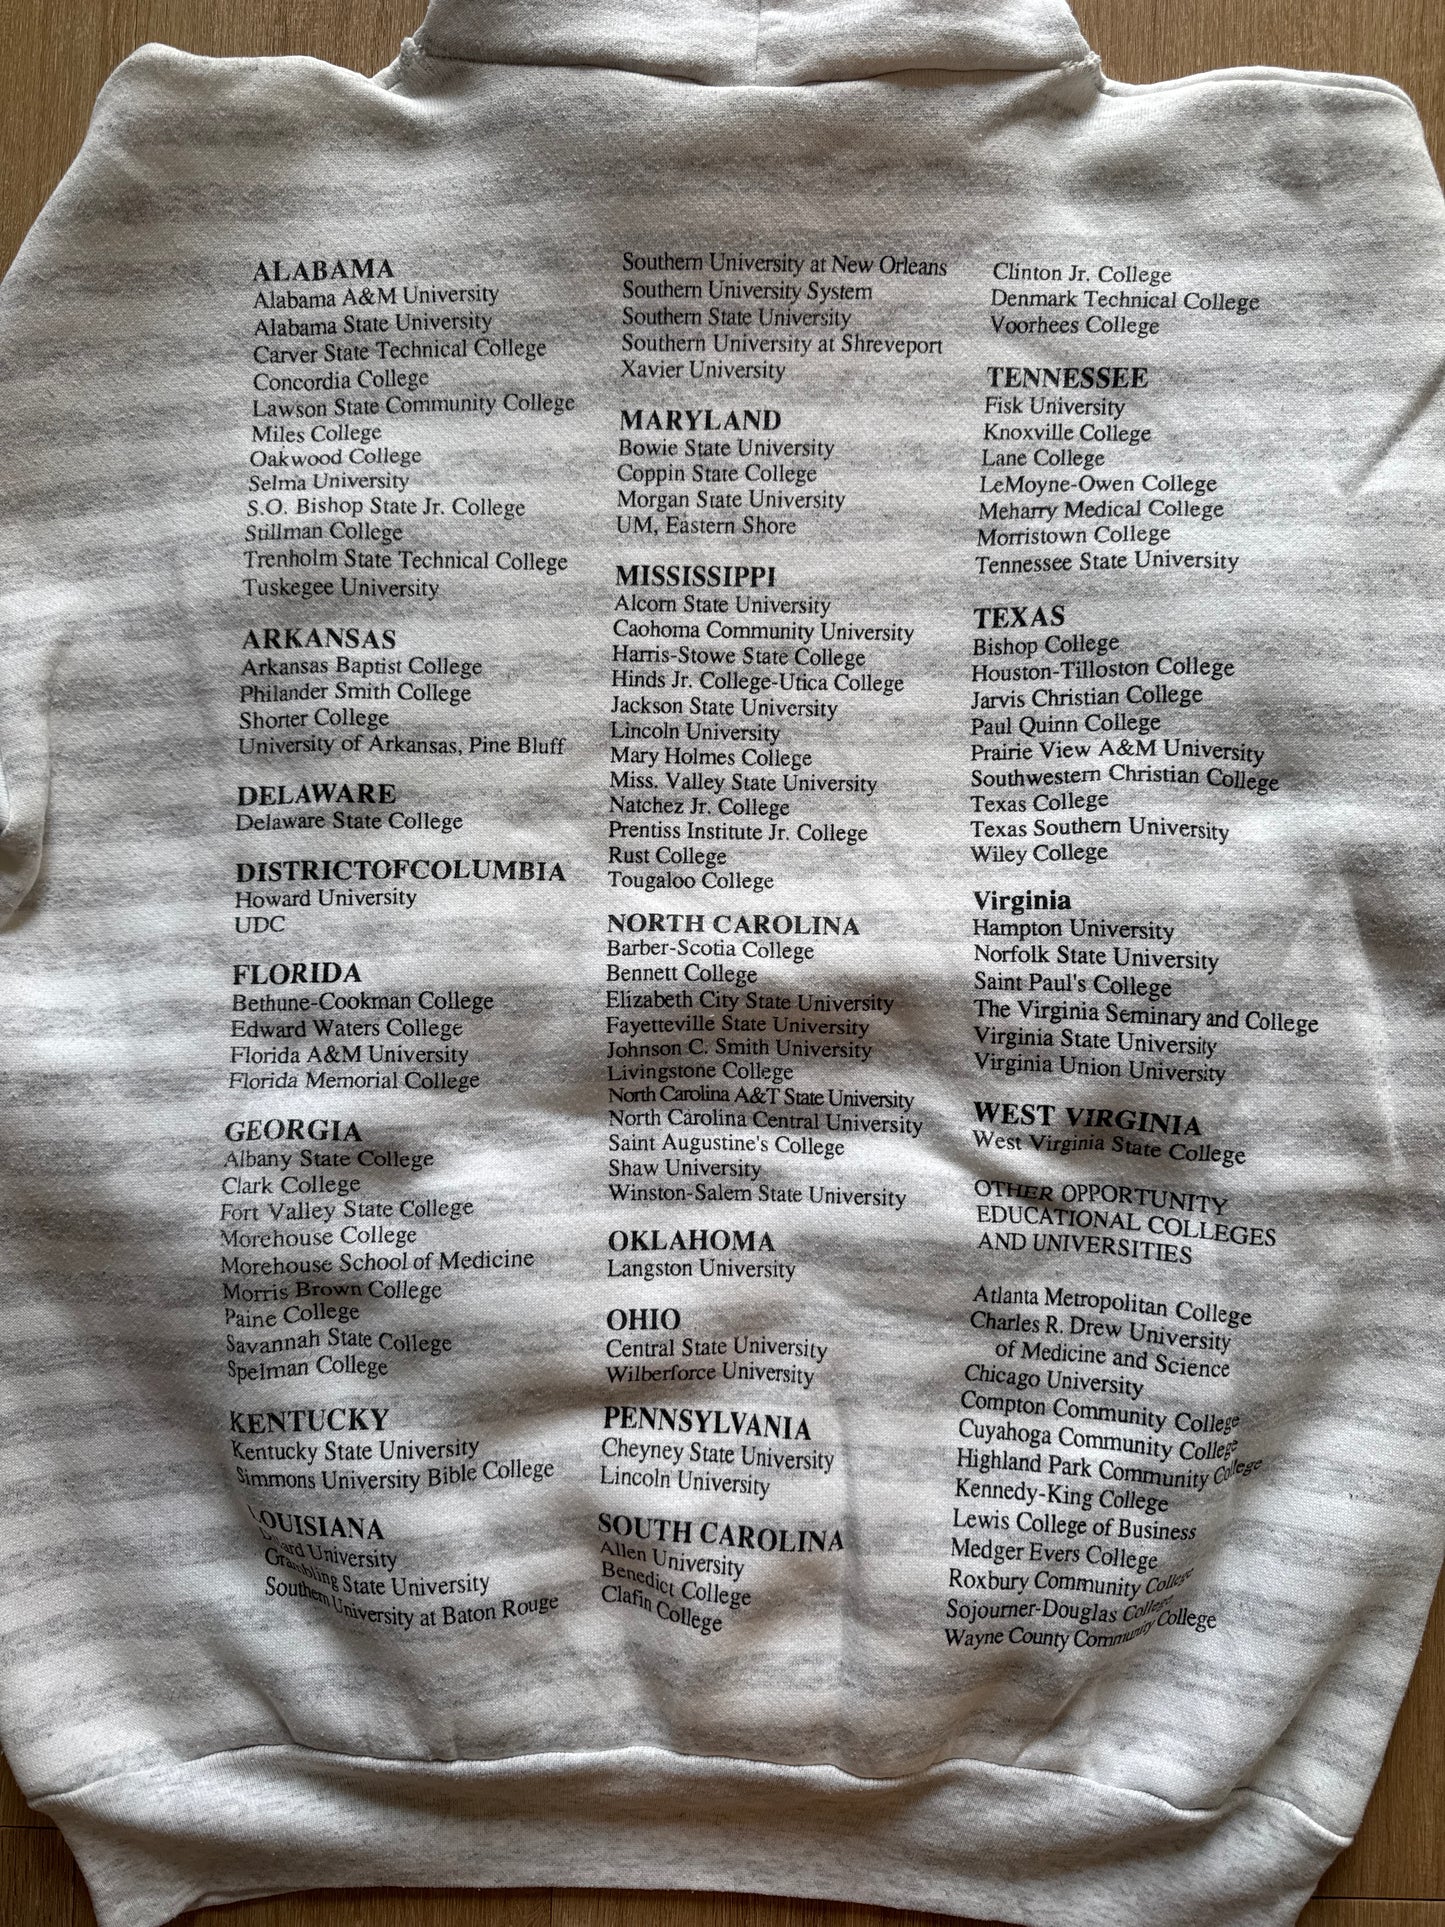 ALABAMA
Alabama A&M University
Alabama State University
Carver State Technical College
Concordia College
Lawson State Community College
Miles College
Oakwood College
Selma University
S.O. Bishop State Jr. College
Stillman College
Trenholm State Technical College
Tuskegee University
ARKANSAS
Arkansas Baptist College
Philander Smith College
Shorter College
University of Arkansas, Pine Bluff
DELAWARE
Delaware State College
DISTRICTOFCOLUMBIA
Howard University
UDC
FLORIDA
Bethune-Cookman College
Edward Waters College
Florida A&M University
Florida Memorial College
GEORGIA
Albany State College
Clark College
Fort Valley State College
Morehouse College
Morehouse School of Medicine
Morris Brown College
Paine College
Savannah State College
Spelman College
KENTUCKY
Kentucky State University
Simmons University Bible College
LOUISIANA
University
Grambling State University
Southern University at Baton Rouge
Southern University at New Orleans
Southern University System
Southern State University
Southern University at Shreveport
Xavier University
MARYLAND
Bowie State University
Coppin State College
Morgan State University
UM, Eastern Shore
MISSISSIPPI
Alcorn State University
Caohoma Community University
Harris-Stowe State College
Hinds Jr. College-Utica College
Jackson State University
Lincoln University
Mary Holmes College
Miss. Valley State University
Natchez Jr. College
Prentiss Institute Jr. College
Rust College
Tougaloo College
NORTH CAROLINA
Barber-Scotia College
Bennett College
Elizabeth City State University
Fayetteville State University
Johnson C. Smith University
Livingstone College
North Carolina A&T State University
North Carolina Central University
Saint Augustine's College
Shaw University
Winston-Salem State University
OKLAHOMA
Langston University
OHIO
Central State University
Wilberforce University
PENNSYLVANIA
Cheyney State University
Lincoln University
SOUTH CAROLINA
Allen University
Benedict College
Clafin College
Clinton Jr. College
Denmark Technical College
Voorhees College
TENNESSEE
Fisk University
Knoxville College
Lane College
LeMoyne-Owen College
Meharry Medical College
Morristown College
Tennessee State University
TEXAS
Bishop College
Houston-Tilloston College
Jarvis Christian College
Paul Quinn College
Prairie View A&M University
Southwestern Christian College
Texas College
Texas Southern University
Wiley College
Virginia
Hampton University
Norfolk State University
Saint Paul's College
The Virginia Seminary and College
Virginia State University
Virginia Union University
WEST VIRGINIA
West Virginia State College
OTHER OPPORTUNITY
EDUCATIONAL COLLEGES
AND UNIVERSITIES
Atlanta Metropolitan College
Charles R. Drew University
of Medicine and Science
Chicago University
Compton Community College
Cuyahoga Community College
Highland Park Community College
Kennedy-King College
Lewis College of Business
Medger Evers College
Roxbury Community College
Sojourner-Douglas College
Wayne County Community College